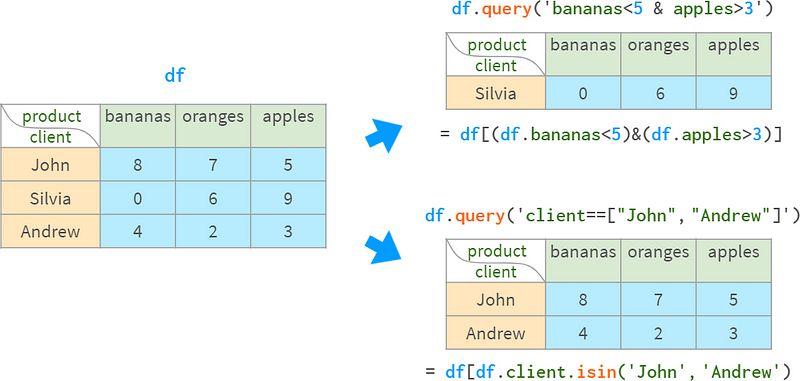 df
product bananas oranges apples
client
John 8 7 5
Silvia 0 6 9
Andrew 4 2 3
df.query('bananas<5 & apples>3')
product bananas oranges apples
client
Silvia 0 6 9
= df[(df.bananas<5)&(df.apples>3)]
df.query('client==["John","Andrew"]')
product bananas oranges apples
client
John 8 7 5
Andrew 4 2 3
= df[df.client.isin('John','Andrew')